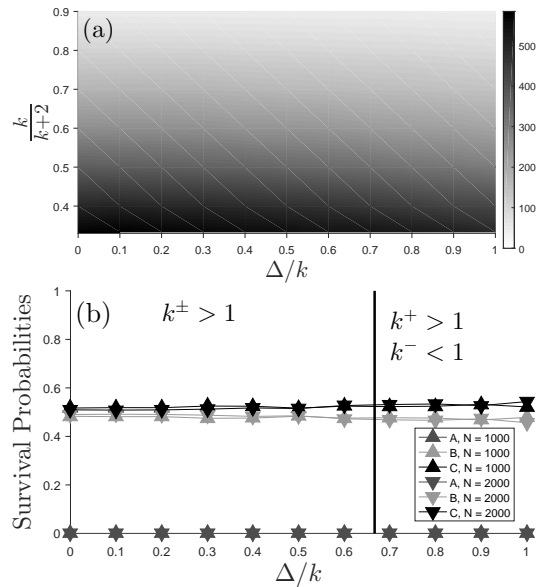 (a)
0.9
0.8
0.7
0.6
0.5
0.4
k/(k+2)
0 0.1 0.2 0.3 0.4 0.5 0.6 0.7 0.8 0.9 1
Δ/k
500
400
300
200
100
0
(b)
k± > 1
k+ > 1
k− < 1
Survival Probabilities
1
0.8
0.6
0.4
0.2
0
A, N = 1000
B, N = 1000
C, N = 1000
A, N = 2000
B, N = 2000
C, N = 2000
0 0.1 0.2 0.3 0.4 0.5 0.6 0.7 0.8 0.9 1
Δ/k